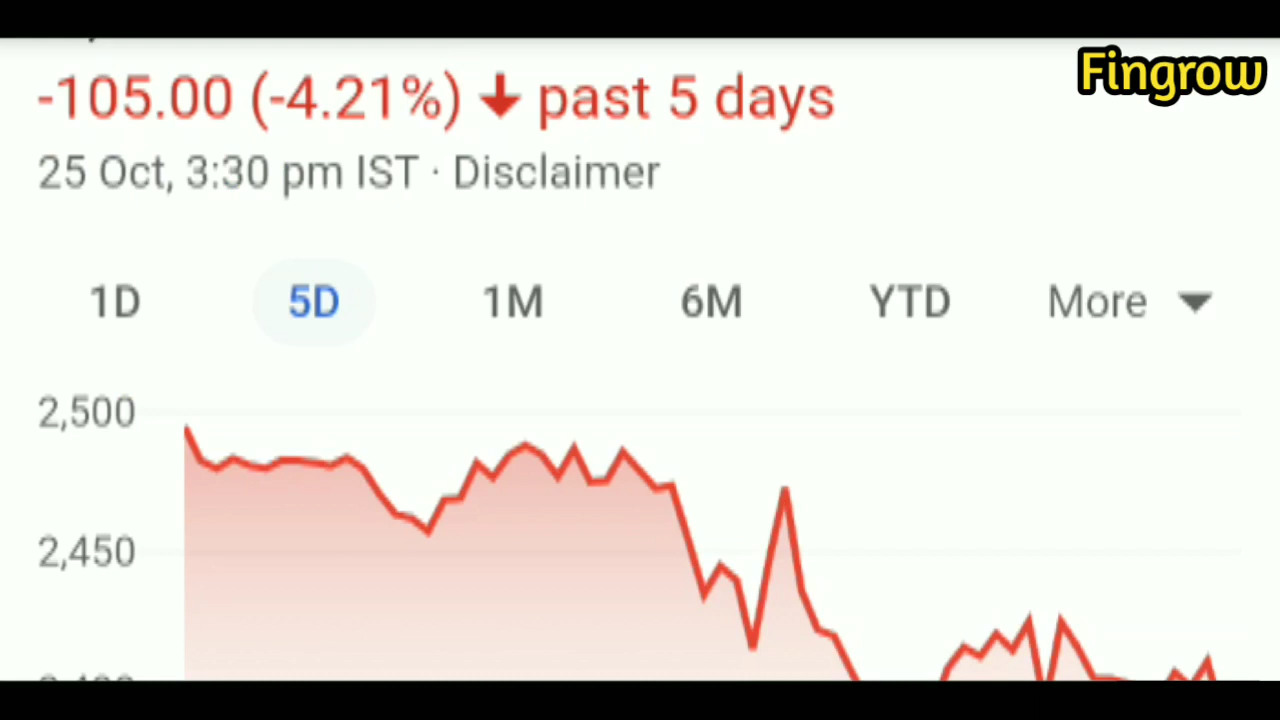 Fingrow
-105.00 (-4.21%) ↓ past 5 days
25 Oct, 3:30 pm IST · Disclaimer
1D 5D 1M 6M YTD More
2,500
2,450